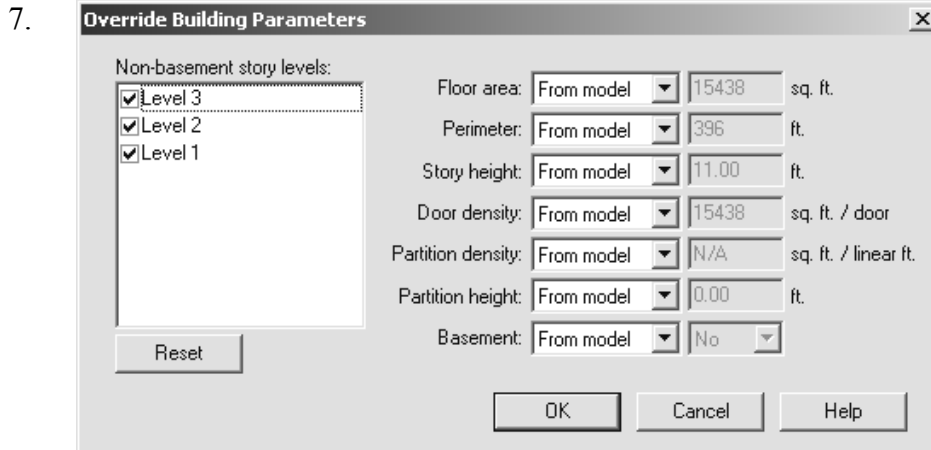 7.
Override Building Parameters
Non-basement story levels:
Level 3
Level 2
Level 1
Reset
Floor area: From model 15438 sq. ft.
Perimeter: From model 396 ft.
Story height: From model 11.00 ft.
Door density: From model 15438 sq. ft. / door
Partition density: From model N/A sq. ft. / linear ft.
Partition height: From model 0.00 ft.
Basement: From model No
OK Cancel Help